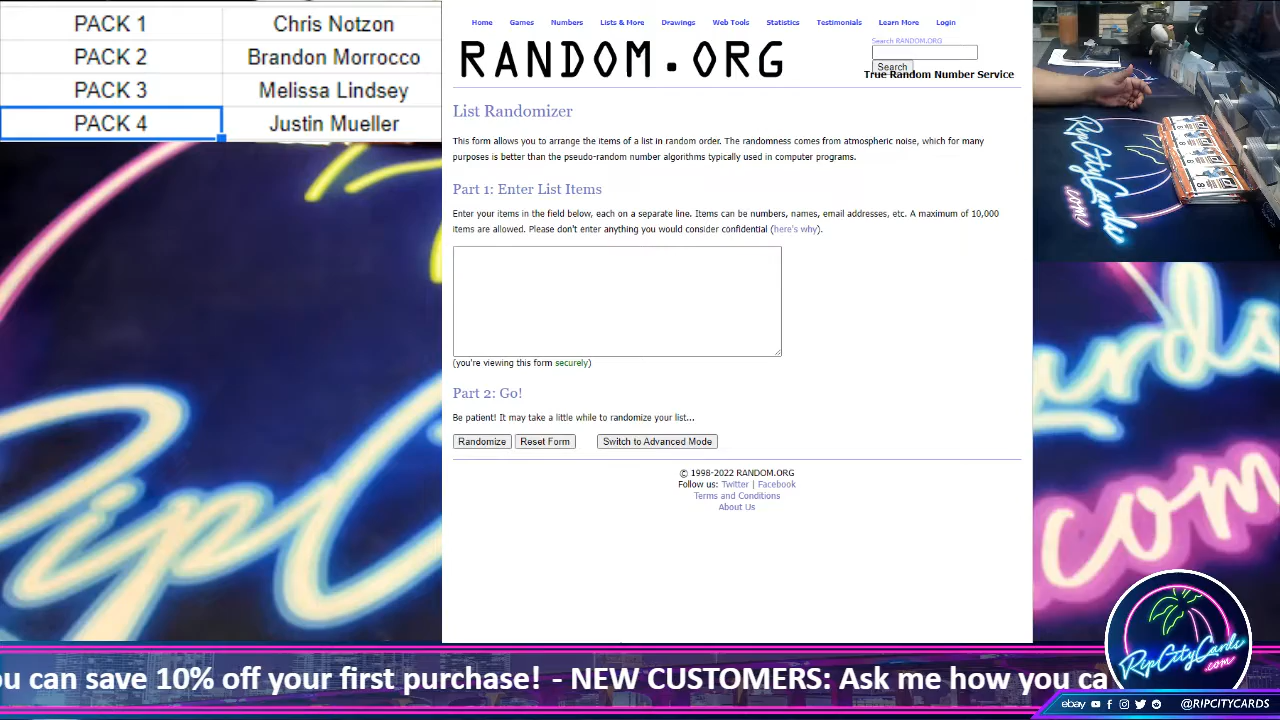 PACK 1 Chris Notzon
PACK 2 Brandon Morrocco
PACK 3 Melissa Lindsey
PACK 4 Justin Mueller
Home Games Numbers Lists & More Drawings Web Tools Statistics Testimonials Learn More Login
Search RANDOM.ORG
RANDOM.ORG
Search
True Random Number Service
List Randomizer
This form allows you to arrange the items of a list in random order. The randomness comes from atmospheric noise, which for many
purposes is better than the pseudo-random number algorithms typically used in computer programs.
Part 1: Enter List Items
Enter your items in the field below, each on a separate line. Items can be numbers, names, email addresses, etc. A maximum of 10,000
items are allowed. Please don't enter anything you would consider confidential (here's why).
(you're viewing this form securely)
Part 2: Go!
Be patient! It may take a little while to randomize your list...
Randomize Reset Form Switch to Advanced Mode
© 1998-2022 RANDOM.ORG
Follow us: Twitter | Facebook
Terms and Conditions
About Us
RipCityCards
.com
ou can save 10% off your first purchase! - NEW CUSTOMERS: Ask me how you ca
RipCityCards
.com
ebay @RIPCITYCARDS